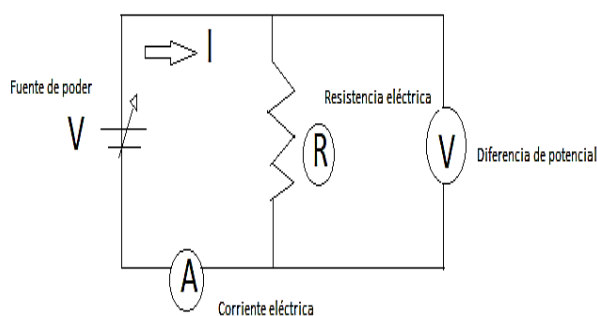 I
Fuente de poder
V
Resistencia eléctrica
R
V
Diferencia de potencial
A
Corriente eléctrica